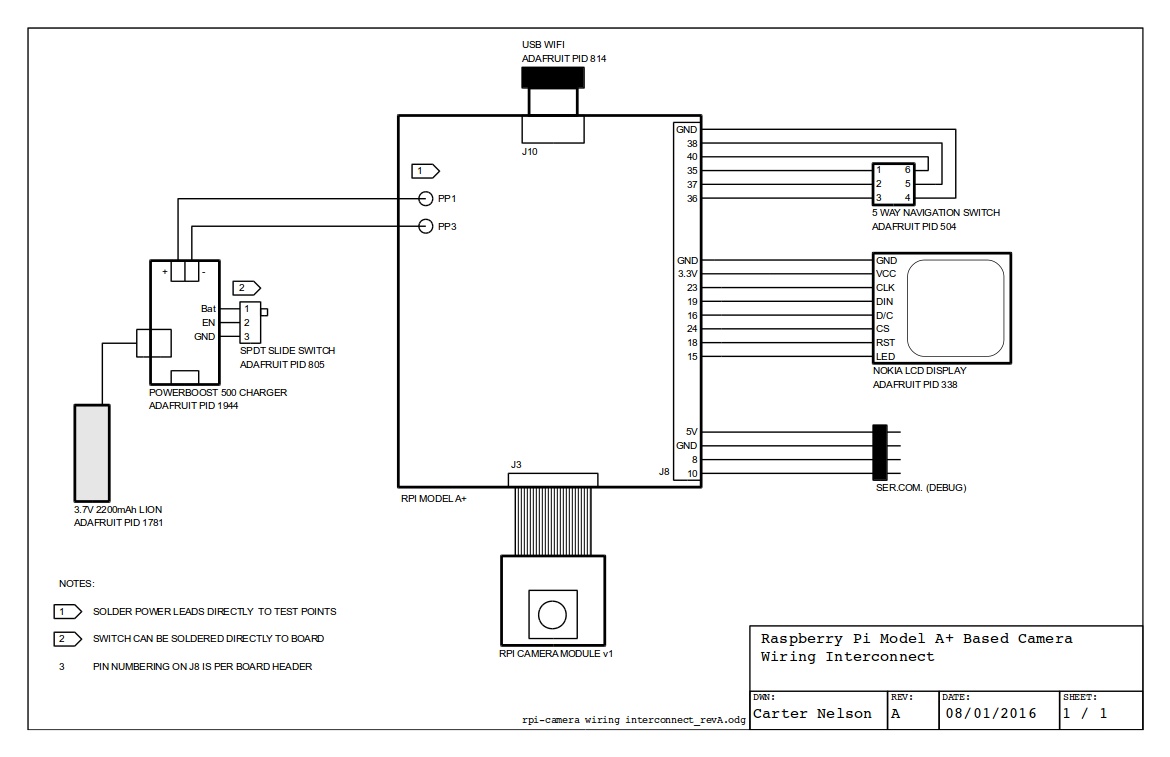 USB WIFI
ADAFRUIT PID 814
J10
1
PP1
PP3
GND
38
40
35
37
36
1 6
2 5
3 4
5 WAY NAVIGATION SWITCH
ADAFRUIT PID 504
+ -
2
Bat 1
EN 2
GND 3
SPDT SLIDE SWITCH
ADAFRUIT PID 805
POWERBOOST 500 CHARGER
ADAFRUIT PID 1944
3.7V 2200mAh LION
ADAFRUIT PID 1781
GND GND
3.3V VCC
23 CLK
19 DIN
16 D/C
24 CS
18 RST
15 LED
NOKIA LCD DISPLAY
ADAFRUIT PID 338
5V
GND
8
10
J8
SER.COM. (DEBUG)
J3
RPI MODEL A+
RPI CAMERA MODULE v1
NOTES:
1 SOLDER POWER LEADS DIRECTLY TO TEST POINTS
2 SWITCH CAN BE SOLDERED DIRECTLY TO BOARD
3 PIN NUMBERING ON J8 IS PER BOARD HEADER
rpi-camera wiring interconnect_revA.odg
Raspberry Pi Model A+ Based Camera
Wiring Interconnect
DWN: REV: DATE: SHEET:
Carter Nelson A 08/01/2016 1 / 1